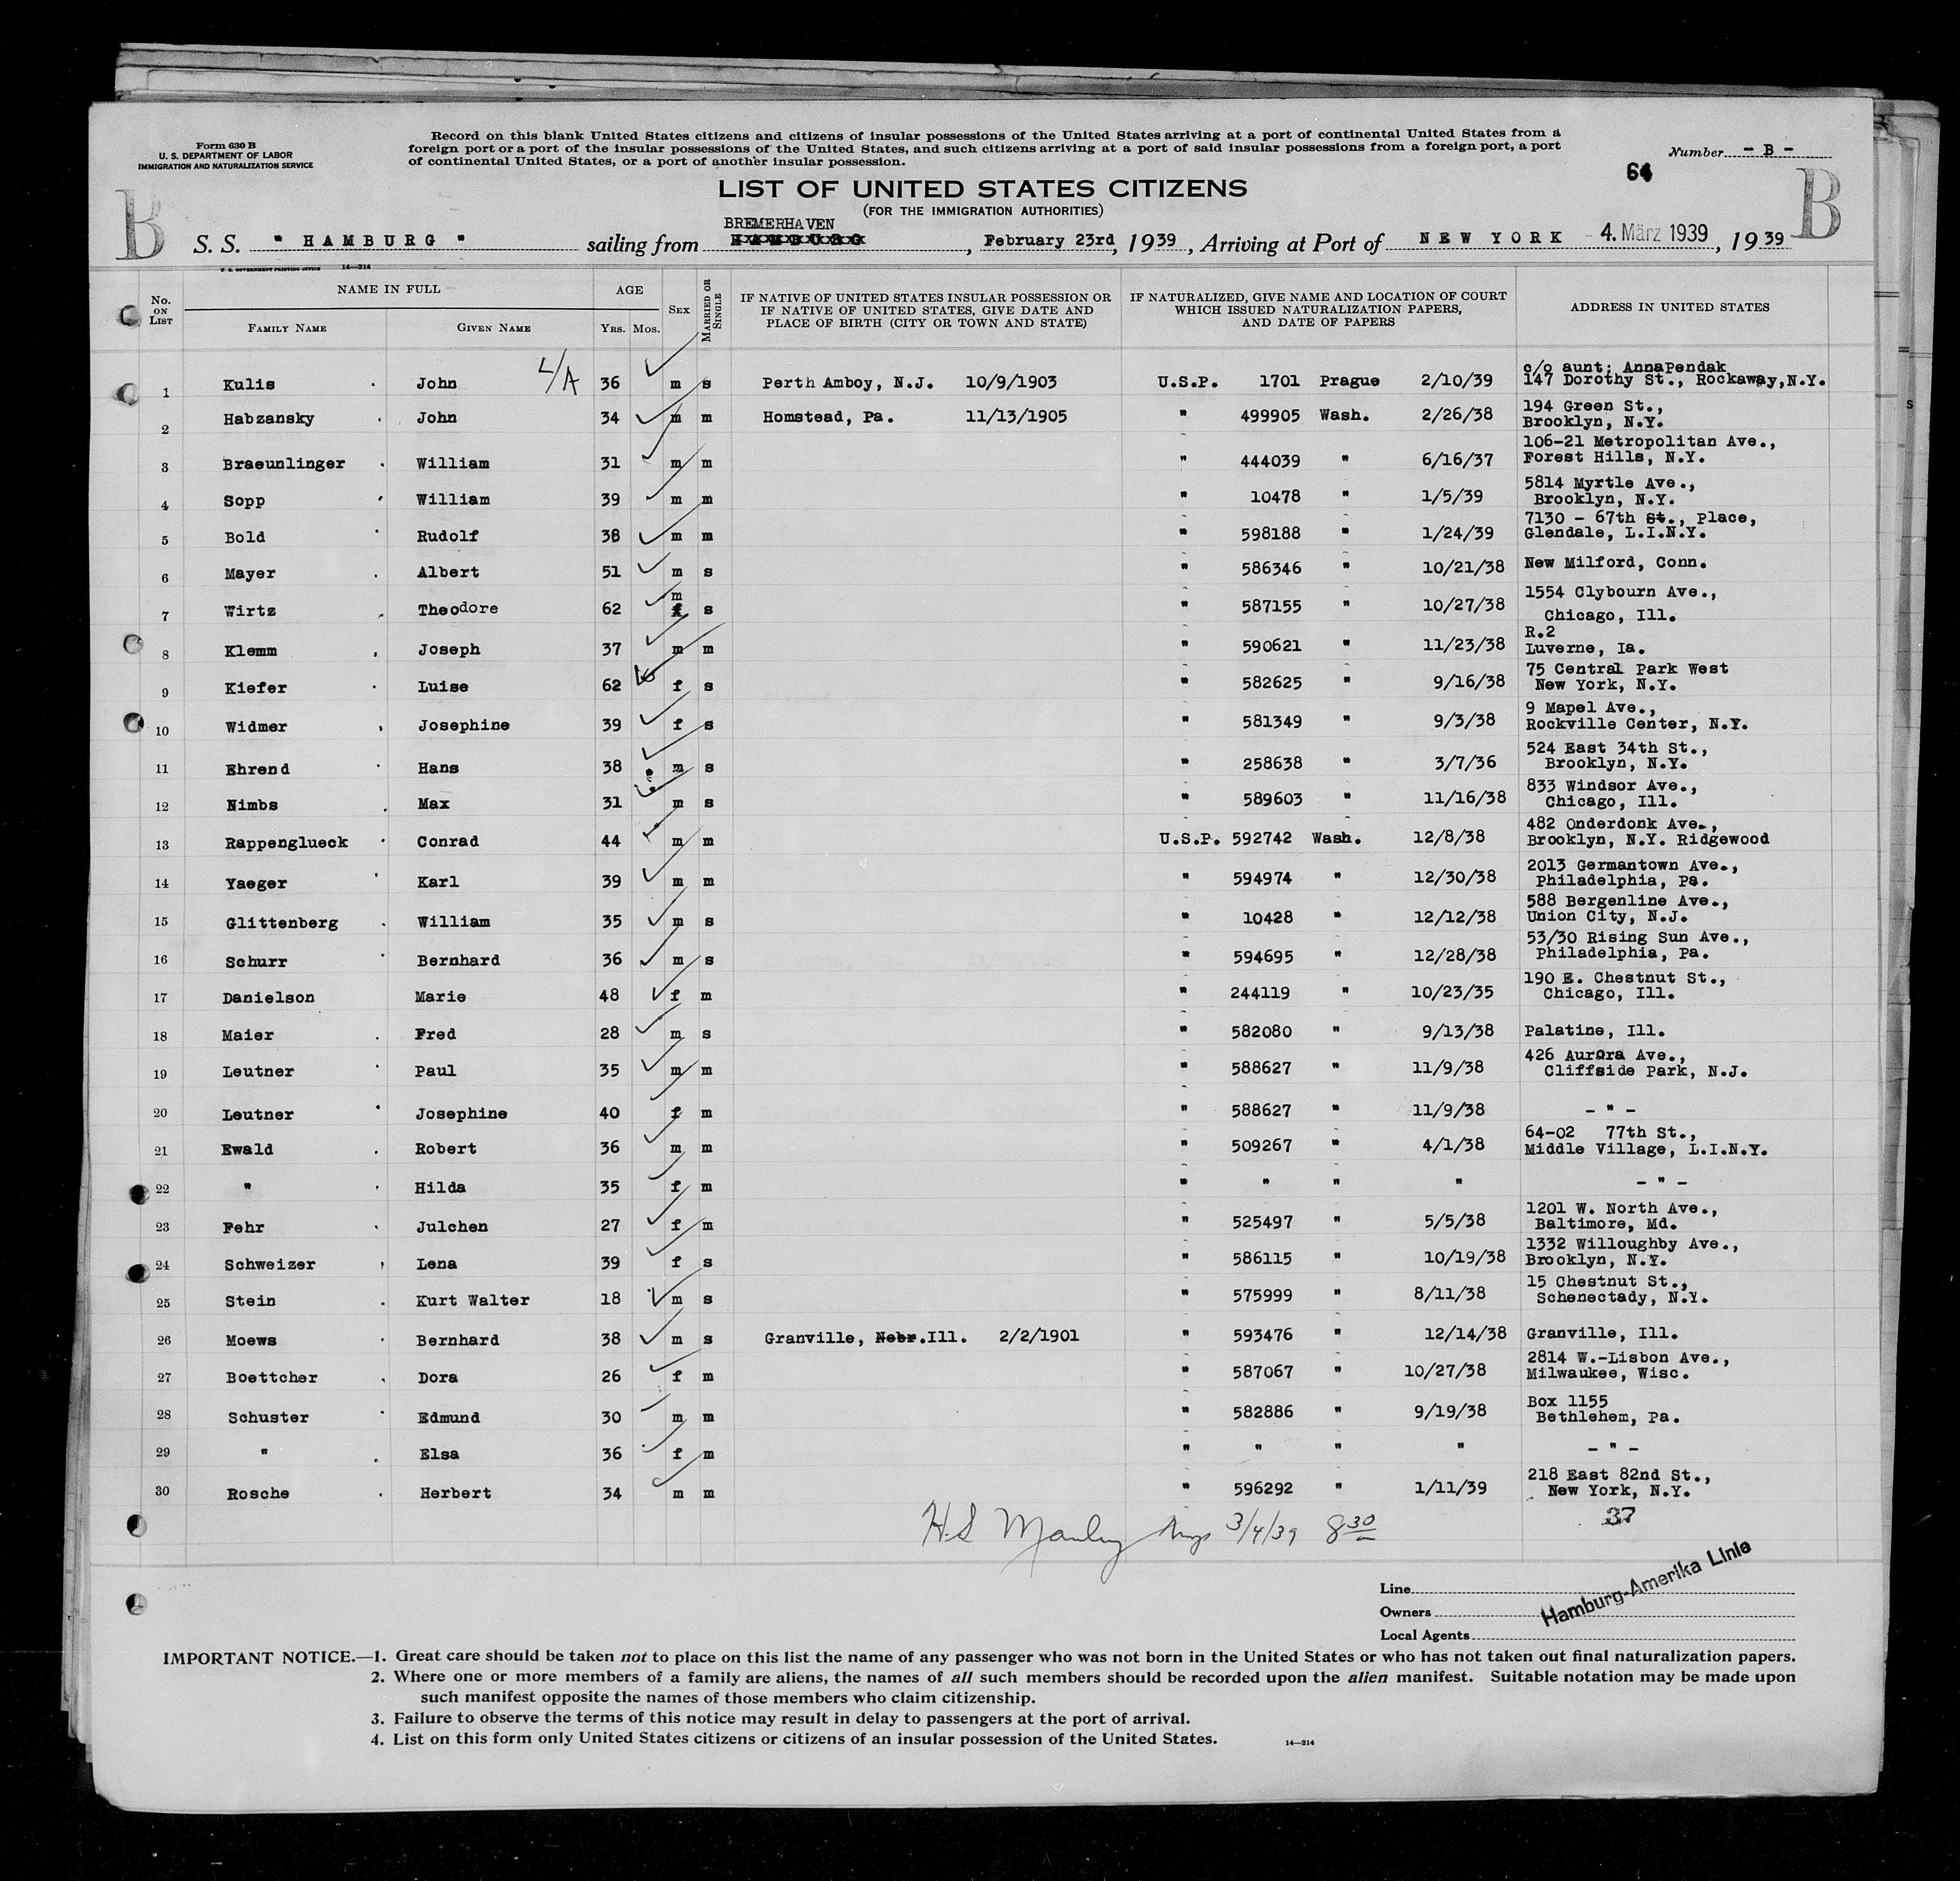 Form 630 B
U. S. DEPARTMENT OF LABOR
IMMIGRATION AND NATURALIZATION SERVICE
Record on this blank United States citizens and citizens of insular possessions of the United States arriving at a port of continental United States from a
foreign port or a port of the insular possessions of the United States, and such citizens arriving at a port of said insular possessions from a foreign port, a port
of continental United States, or a port of another insular possession.
Number - B -
64
LIST OF UNITED STATES CITIZENS
(FOR THE IMMIGRATION AUTHORITIES)
B B
BREMERHAVEN
S. S. " HAMBURG " sailing from HAMBURG, February 23rd, 1939, Arriving at Port of NEW YORK - 4. März 1939, 1939
U. S. GOVERNMENT PRINTING OFFICE 14—214
No. ON LIST NAME IN FULL AGE SEX MARRIED OR SINGLE IF NATIVE OF UNITED STATES INSULAR POSSESSION OR IF NATIVE OF UNITED STATES, GIVE DATE AND PLACE OF BIRTH (CITY OR TOWN AND STATE) IF NATURALIZED, GIVE NAME AND LOCATION OF COURT WHICH ISSUED NATURALIZATION PAPERS, AND DATE OF PAPERS ADDRESS IN UNITED STATES
FAMILY NAME GIVEN NAME YRS. MOS.
c/o aunt: AnnaPendak
1 Kulis John L/A 36 m s Perth Amboy, N.J. 10/9/1903 U.S.P. 1701 Prague 2/10/39 147 Dorothy St., Rockaway,N.Y.
2 Habzansky John 34 m m Homstead, Pa. 11/13/1905 " 499905 Wash. 2/26/38 194 Green St.,
Brooklyn, N.Y.
106-21 Metropolitan Ave.,
3 Braeunlinger William 31 m m " 444039 " 6/16/37 Forest Hills, N.Y.
5814 Myrtle Ave.,
4 Sopp William 39 m m " 10478 " 1/5/39 Brooklyn, N.Y.
7130 - 67th St., Place,
5 Bold Rudolf 38 m m " 598188 " 1/24/39 Glendale, L.I.N.Y.
6 Mayer Albert 51 m s " 586346 " 10/21/38 New Milford, Conn.
m 1554 Clybourn Ave.,
7 Wirtz Theodore 62 f s " 587155 " 10/27/38 Chicago, Ill.
R.2
8 Klemm Joseph 37 m m " 590621 " 11/23/38 Luverne, Ia.
75 Central Park West
9 Kiefer Luise 62 f s " 582625 " 9/16/38 New York, N.Y.
9 Mapel Ave.,
10 Widmer Josephine 39 f s " 581349 " 9/3/38 Rockville Center, N.Y.
524 East 34th St.,
11 Ehrend Hans 38 m s " 258638 " 3/7/36 Brooklyn, N.Y.
833 Windsor Ave.,
12 Nimbs Max 31 m s " 589603 " 11/16/38 Chicago, Ill.
482 Onderdonk Ave.,
13 Rappenglueck Conrad 44 m m U.S.P. 592742 Wash. 12/8/38 Brooklyn, N.Y. Ridgewood
2013 Germantown Ave.,
14 Yaeger Karl 39 m m " 594974 " 12/30/38 Philadelphia, Pa.
588 Bergenline Ave.,
15 Glittenberg William 35 m s " 10428 " 12/12/38 Union City, N.J.
53/30 Rising Sun Ave.,
16 Schurr Bernhard 36 m s " 594695 " 12/28/38 Philadelphia, Pa.
190 E. Chestnut St.,
17 Danielson Marie 48 f m " 244119 " 10/23/35 Chicago, Ill.
18 Maier Fred 28 m s " 582080 " 9/13/38 Palatine, Ill.
426 Aurora Ave.,
19 Leutner Paul 35 m m " 588627 " 11/9/38 Cliffside Park, N.J.
20 Leutner Josephine 40 f m " 588627 " 11/9/38 - " -
64-02 77th St.,
21 Ewald Robert 36 m m " 509267 " 4/1/38 Middle Village, L.I.N.Y.
22 " Hilda 35 f m " " " " - " -
1201 W. North Ave.,
23 Fehr Julchen 27 f m " 525497 " 5/5/38 Baltimore, Md.
1332 Willoughby Ave.,
24 Schweizer Lena 39 f s " 586115 " 10/19/38 Brooklyn, N.Y.
15 Chestnut St.,
25 Stein Kurt Walter 18 m s " 575999 " 8/11/38 Schenectady, N.Y.
26 Moews Bernhard 38 m s Granville, Nebr.Ill. 2/2/1901 " 593476 " 12/14/38 Granville, Ill.
2814 W.-Lisbon Ave.,
27 Boettcher Dora 26 f m " 587067 " 10/27/38 Milwaukee, Wisc.
Box 1155
28 Schuster Edmund 30 m m " 582886 " 9/19/38 Bethlehem, Pa.
29 " Elsa 36 f m " " " " - " -
218 East 82nd St.,
30 Rosche Herbert 34 m m " 596292 " 1/11/39 New York, N.Y.
37
H.S Manley 3/4/39 8 30
Line
Owners
Local Agents
Hamburg-Amerika Linie
IMPORTANT NOTICE.—1. Great care should be taken not to place on this list the name of any passenger who was not born in the United States or who has not taken out final naturalization papers.
2. Where one or more members of a family are aliens, the names of all such members should be recorded upon the alien manifest. Suitable notation may be made upon
such manifest opposite the names of those members who claim citizenship.
3. Failure to observe the terms of this notice may result in delay to passengers at the port of arrival.
4. List on this form only United States citizens or citizens of an insular possession of the United States. 14—214